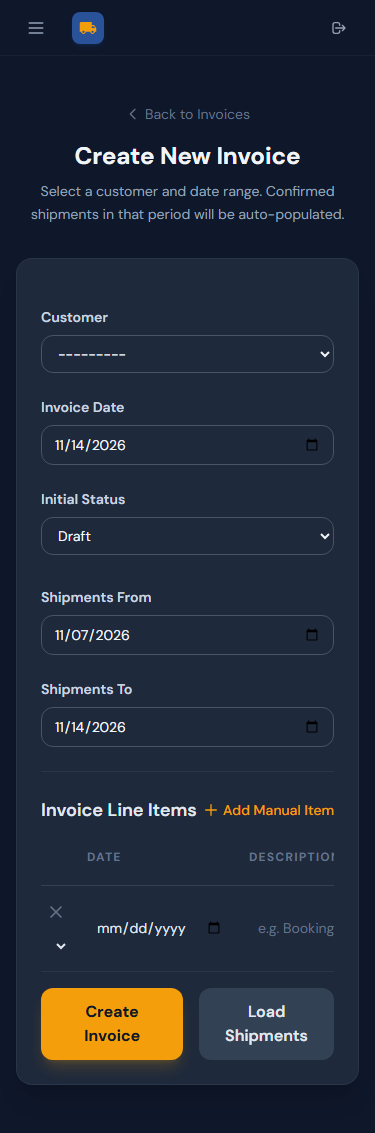 Back to Invoices
Create New Invoice
Select a customer and date range. Confirmed
shipments in that period will be auto-populated.
Customer
---------
Invoice Date
11/14/2026
Initial Status
Draft
Shipments From
11/07/2026
Shipments To
11/14/2026
Invoice Line Items
+ Add Manual Item
DATE DESCRIPTION
mm/dd/yyyy e.g. Booking
Create
Invoice
Load
Shipments